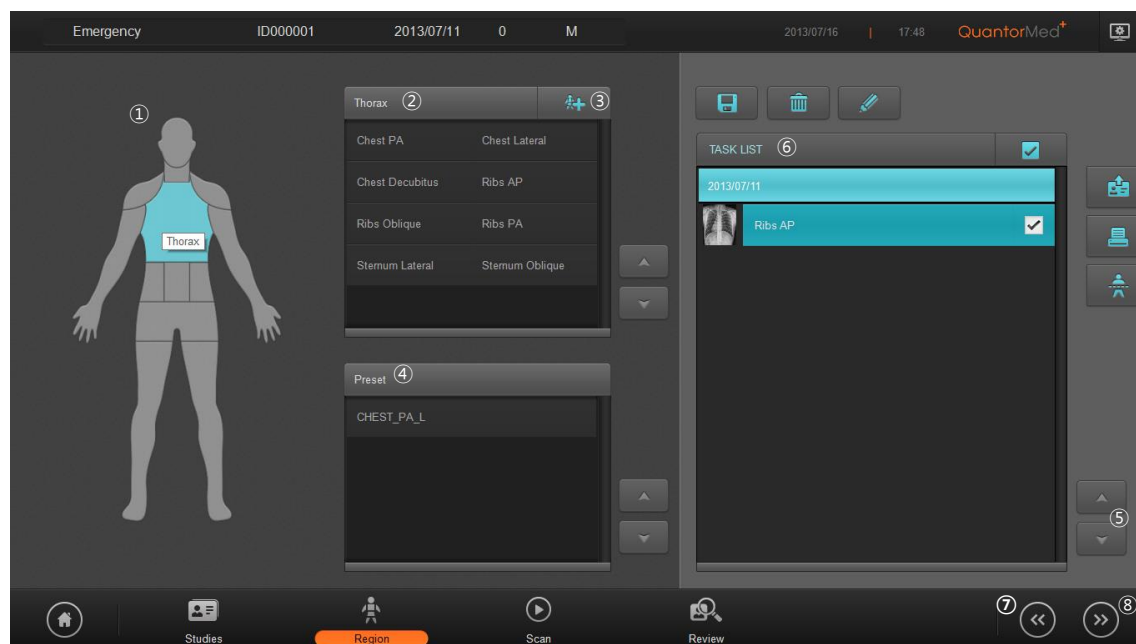 Emergency ID000001 2013/07/11 0 M 2013/07/16 | 17:48 QuantorMed+
①
Thorax ② ③
Chest PA Chest Lateral
Chest Decubitus Ribs AP
Ribs Oblique Ribs PA
Sternum Lateral Sternum Oblique
Thorax
Preset ④
CHEST_PA_L
TASK LIST ⑥
2013/07/11
Ribs AP
⑤
Studies Region Scan Review ⑦ ⑧